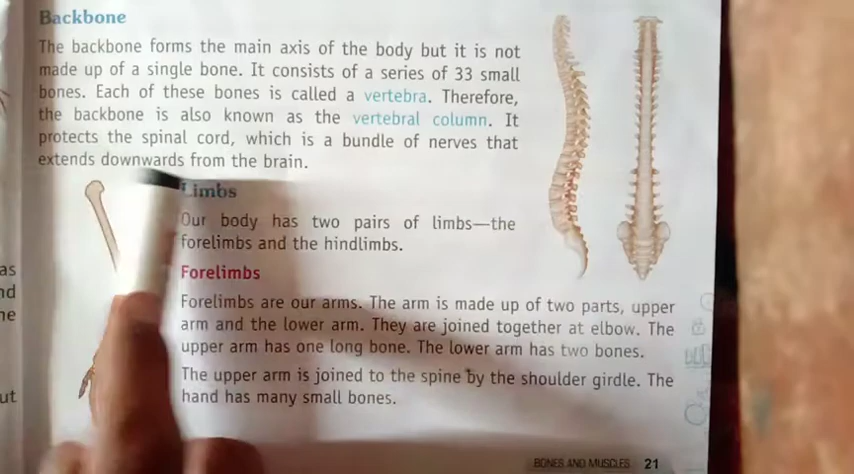 Backbone
The backbone forms the main axis of the body but it is not
made up of a single bone. It consists of a series of 33 small
bones. Each of these bones is called a vertebra. Therefore,
the backbone is also known as the vertebral column. It
protects the spinal cord, which is a bundle of nerves that
extends downwards from the brain.
Limbs
Our body has two pairs of limbs—the
forelimbs and the hindlimbs.
Forelimbs
Forelimbs are our arms. The arm is made up of two parts, upper
arm and the lower arm. They are joined together at elbow. The
upper arm has one long bone. The lower arm has two bones.
The upper arm is joined to the spine by the shoulder girdle. The
hand has many small bones.
BONES AND MUSCLES 21
as
ut